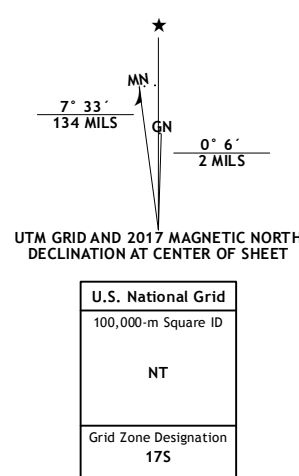 ★
MN
7° 33´
134 MILS
GN
0° 6´
2 MILS
UTM GRID AND 2017 MAGNETIC NORTH
DECLINATION AT CENTER OF SHEET
U.S. National Grid
100,000-m Square ID
NT
Grid Zone Designation
17S